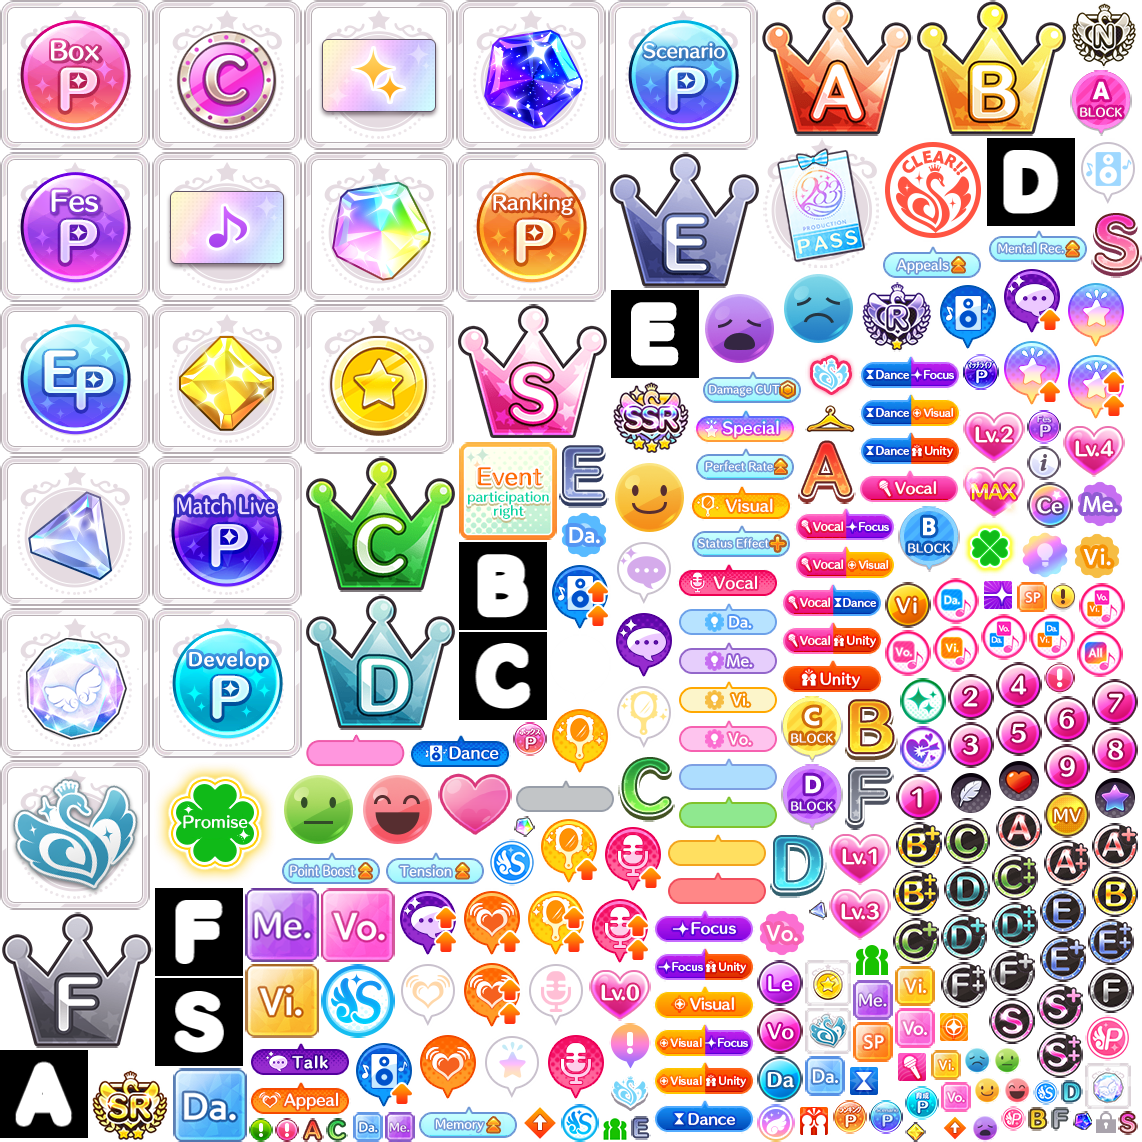 Box
P
C
Scenario
P
A
B
N
A
BLOCK
Fes
P
Ranking
P
E
283
PRODUCTION
PASS
CLEAR!!
D
Appeals
Mental Rec.
S
EP
S
E
R
Damage CUT
Dance Focus
SSR
Special
Dance Visual
Lv.2
Lv.4
Dance Unity
Perfect Rate
A
Vocal
MAX
Ce
Me.
Match Live
P
C
Event
participation
right
E
Da.
Visual
Vocal Focus
B
BLOCK
Status Effect
Vocal Visual
Vi.
B
Vocal
Vocal Dance
Vi
Da.
SP
Da.
Vocal Unity
Vo.
Vi.
All
Develop
P
D
C
Me.
Unity
Vi.
C
BLOCK
B
Vo.
Dance
2
4
7
3
5
6
8
9
1
MV
D
BLOCK
F
C
Promise
Point Boost
Tension
S
D
Lv.1
Lv.3
B+
C
A
A+
A+
B+
D
C+
E
B
C+
D+
D+
E+
E+
F
F
Me.
Vo.
Focus
Vo.
Focus Unity
Le
Me.
Vi.
F+
F+
F
S
Vi.
S
Lv.0
Visual
Vo
SP
Vo.
S
S+
S+
Visual Focus
Talk
Visual Unity
Da
Da.
Vi.
A
SR
Da.
Appeal
A
C
Da.
Me.
Memory
S
E
Dance
P
Vo.
S
D
B
F
S